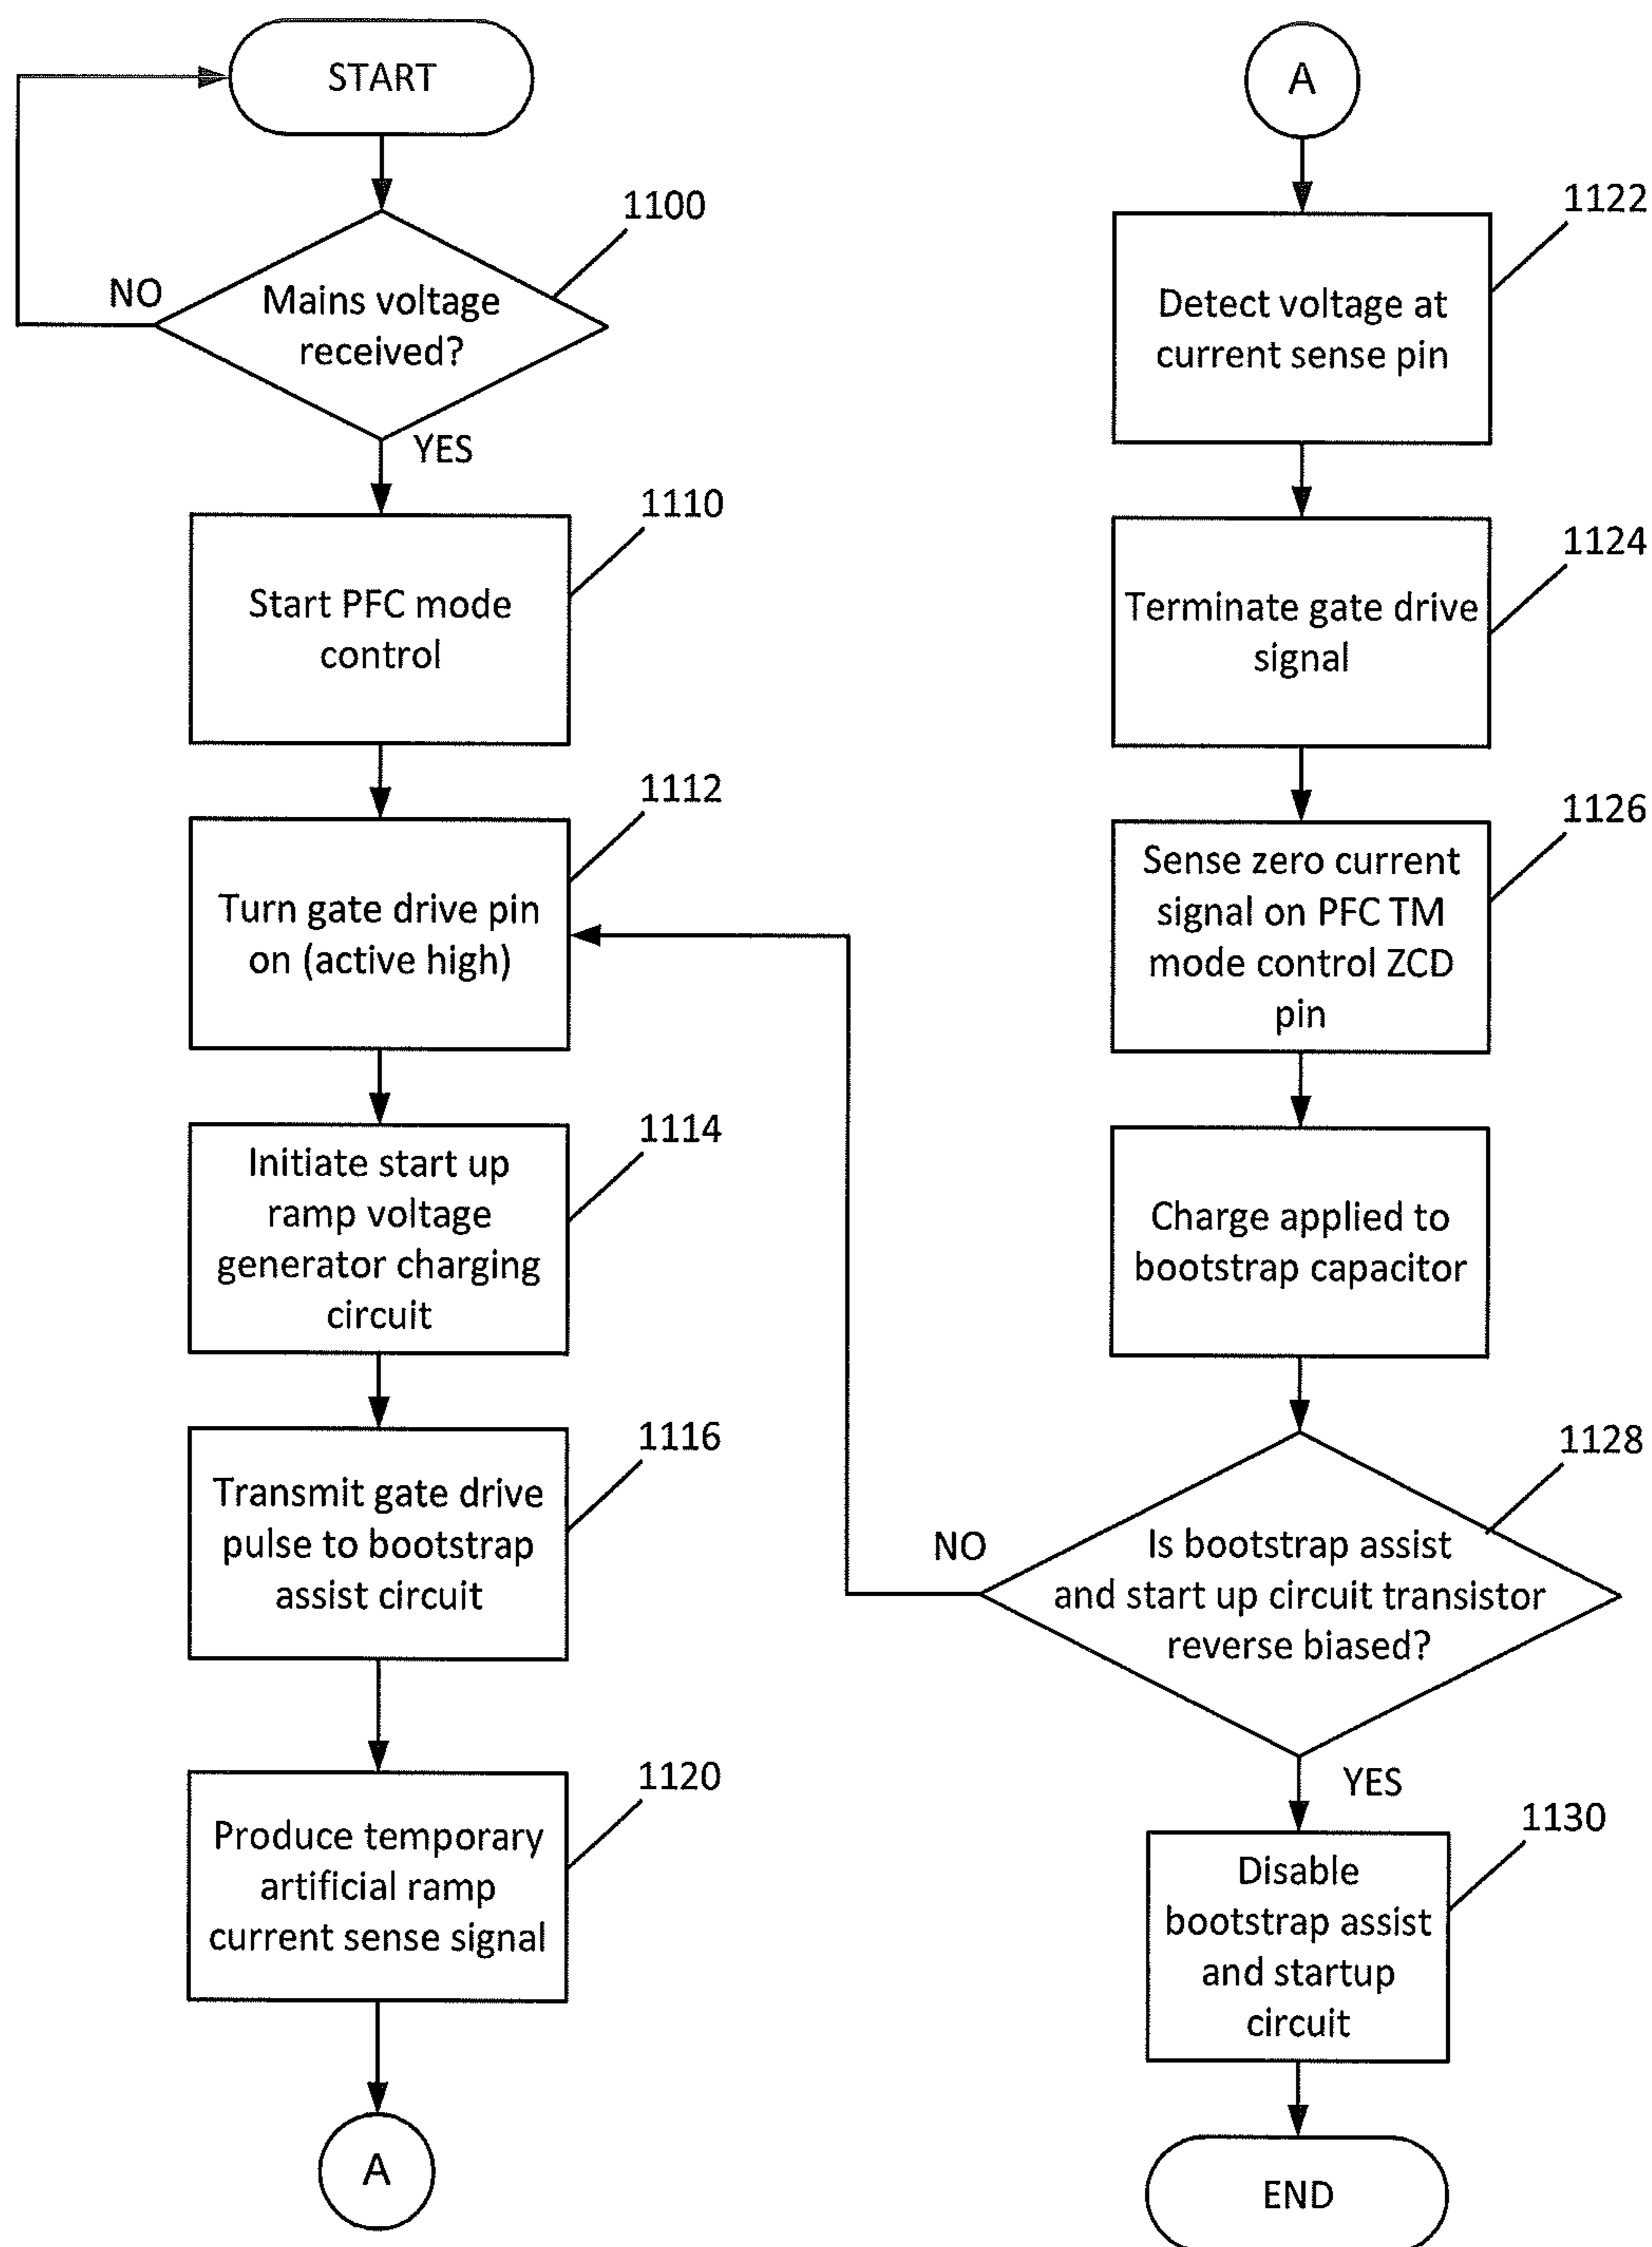 START
1100
Mains voltage
received?
NO
YES
1110
Start PFC mode
control
1112
Turn gate drive pin
on (active high)
1114
Initiate start up
ramp voltage
generator charging
circuit
1116
Transmit gate drive
pulse to bootstrap
assist circuit
1120
Produce temporary
artificial ramp
current sense signal
A
A
1122
Detect voltage at
current sense pin
1124
Terminate gate drive
signal
1126
Sense zero current
signal on PFC TM
mode control ZCD
pin
Charge applied to
bootstrap capacitor
1128
Is bootstrap assist
and start up circuit transistor
reverse biased?
NO
YES
1130
Disable
bootstrap assist
and startup
circuit
END